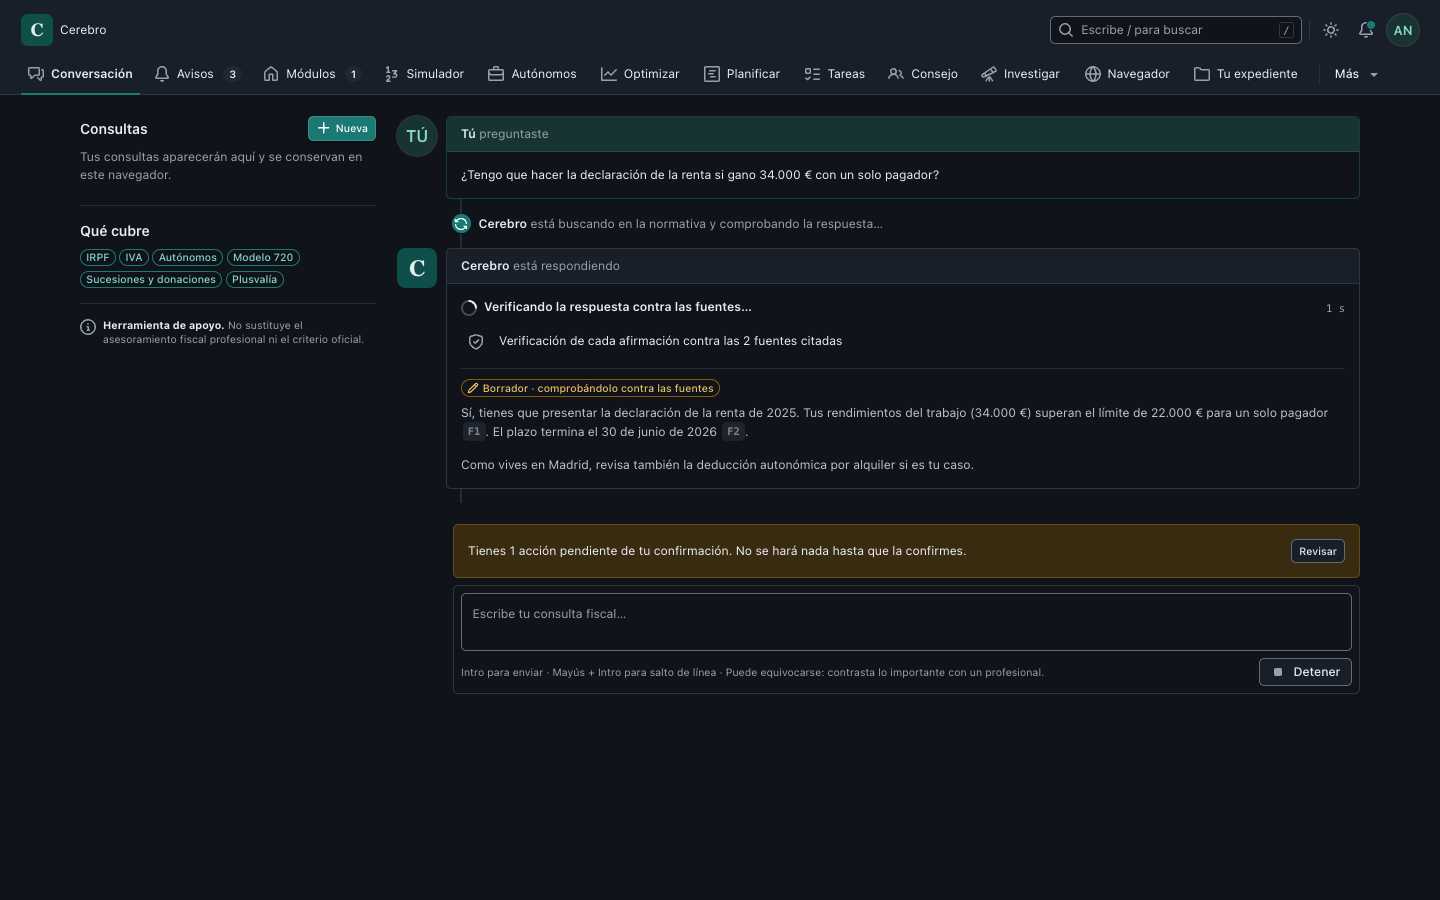 C Cerebro
Escribe / para buscar /
AN
Conversación Avisos 3 Módulos 1 Simulador Autónomos Optimizar Planificar Tareas Consejo Investigar Navegador Tu expediente Más
Consultas
+ Nueva
Tus consultas aparecerán aquí y se conservan en
este navegador.
Qué cubre
IRPF IVA Autónomos Modelo 720
Sucesiones y donaciones Plusvalía
Herramienta de apoyo. No sustituye el
asesoramiento fiscal profesional ni el criterio oficial.
TÚ
Tú preguntaste
¿Tengo que hacer la declaración de la renta si gano 34.000 € con un solo pagador?
Cerebro está buscando en la normativa y comprobando la respuesta...
C
Cerebro está respondiendo
Verificando la respuesta contra las fuentes... 1 s
Verificación de cada afirmación contra las 2 fuentes citadas
Borrador · comprobándolo contra las fuentes
Sí, tienes que presentar la declaración de la renta de 2025. Tus rendimientos del trabajo (34.000 €) superan el límite de 22.000 € para un solo pagador
F1 . El plazo termina el 30 de junio de 2026 F2 .
Como vives en Madrid, revisa también la deducción autonómica por alquiler si es tu caso.
Tienes 1 acción pendiente de tu confirmación. No se hará nada hasta que la confirmes.
Revisar
Escribe tu consulta fiscal...
Intro para enviar · Mayús + Intro para salto de línea · Puede equivocarse: contrasta lo importante con un profesional.
Detener